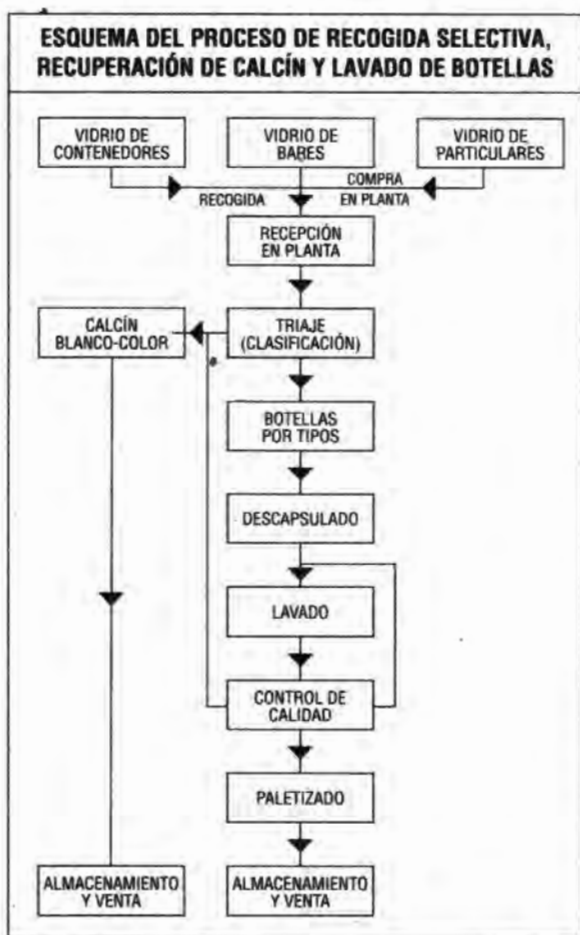 ESQUEMA DEL PROCESO DE RECOGIDA SELECTIVA,
RECUPERACIÓN DE CALCÍN Y LAVADO DE BOTELLAS
VIDRIO DE
CONTENEDORES
VIDRIO DE
BARES
VIDRIO DE
PARTICULARES
RECOGIDA
COMPRA
EN PLANTA
RECEPCIÓN
EN PLANTA
CALCÍN
BLANCO-COLOR
TRIAJE
(CLASIFICACIÓN)
BOTELLAS
POR TIPOS
DESCAPSULADO
LAVADO
CONTROL DE
CALIDAD
PALETIZADO
ALMACENAMIENTO
Y VENTA
ALMACENAMIENTO
Y VENTA